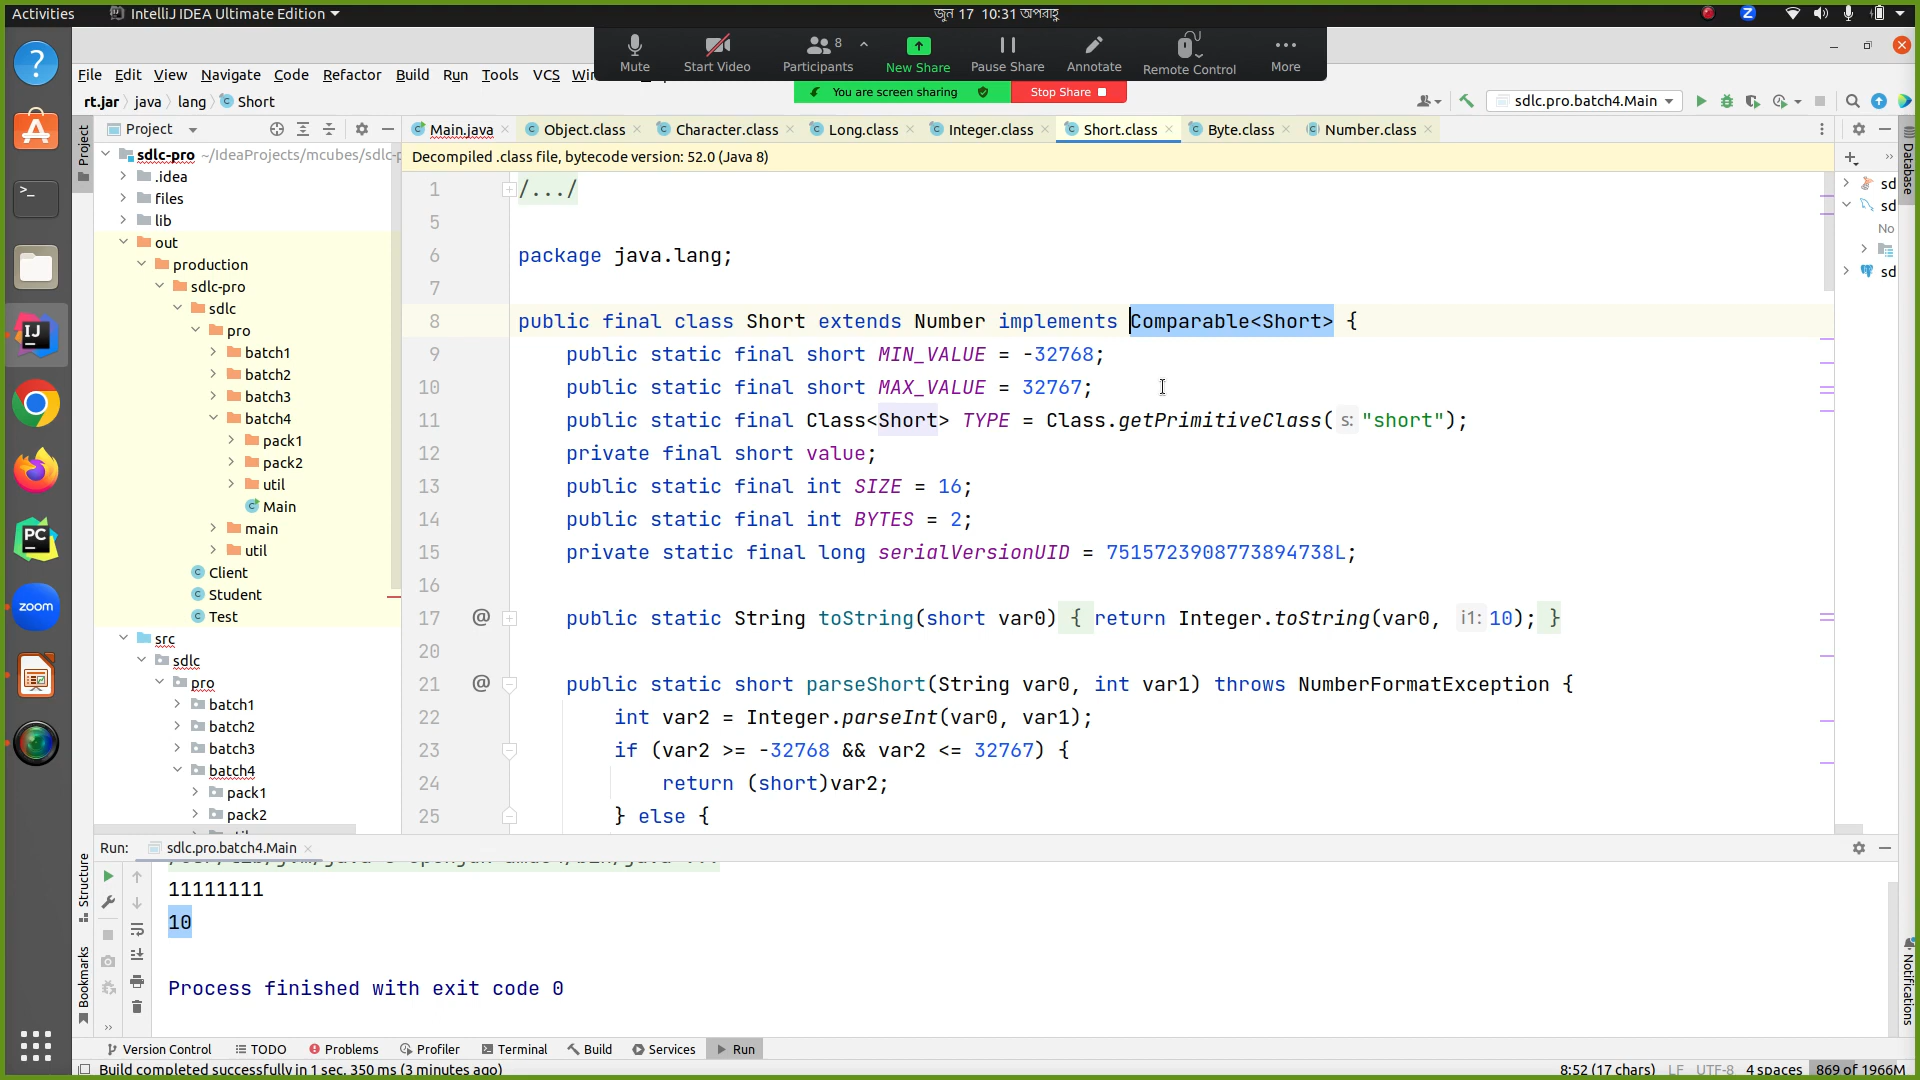 Activities
IntelliJ IDEA Ultimate Edition
জুন 17 10:31 অপরাহ্ণ
Mute
Start Video
Participants
8
New Share
Pause Share
Annotate
Remote Control
More
You are screen sharing
Stop Share
File Edit View Navigate Code Refactor Build Run Tools VCS
rt.jar java lang Short
sdlc.pro.batch4.Main
Project
Main.java
Object.class
Character.class
Long.class
Integer.class
Short.class
Byte.class
Number.class
Decompiled .class file, bytecode version: 52.0 (Java 8)
sdlc-pro ~/IdeaProjects/mcubes/sdlc-p
.idea
files
lib
out
production
sdlc-pro
sdlc
pro
batch1
batch2
batch3
batch4
pack1
pack2
util
Main
main
util
Client
Student
Test
src
sdlc
pro
batch1
batch2
batch3
batch4
pack1
pack2
1 /.../
5
6 package java.lang;
7
8 public final class Short extends Number implements Comparable<Short> {
9 public static final short MIN_VALUE = -32768;
10 public static final short MAX_VALUE = 32767;
11 public static final Class<Short> TYPE = Class.getPrimitiveClass( s: "short");
12 private final short value;
13 public static final int SIZE = 16;
14 public static final int BYTES = 2;
15 private static final long serialVersionUID = 7515723908773894738L;
16
17 @ public static String toString(short var0) { return Integer.toString(var0, i1: 10); }
20
21 @ public static short parseShort(String var0, int var1) throws NumberFormatException {
22 int var2 = Integer.parseInt(var0, var1);
23 if (var2 >= -32768 && var2 <= 32767) {
24 return (short)var2;
25 } else {
sd
sd
No
sd
Project
Structure
Bookmarks
Database
Notifications
Run: sdlc.pro.batch4.Main
11111111
10
Process finished with exit code 0
Version Control
TODO
Problems
Profiler
Terminal
Build
Services
Run
Build completed successfully in 1 sec, 350 ms (3 minutes ago)
8:52 (17 chars) LF UTF-8 4 spaces 869 of 1966M
zoom